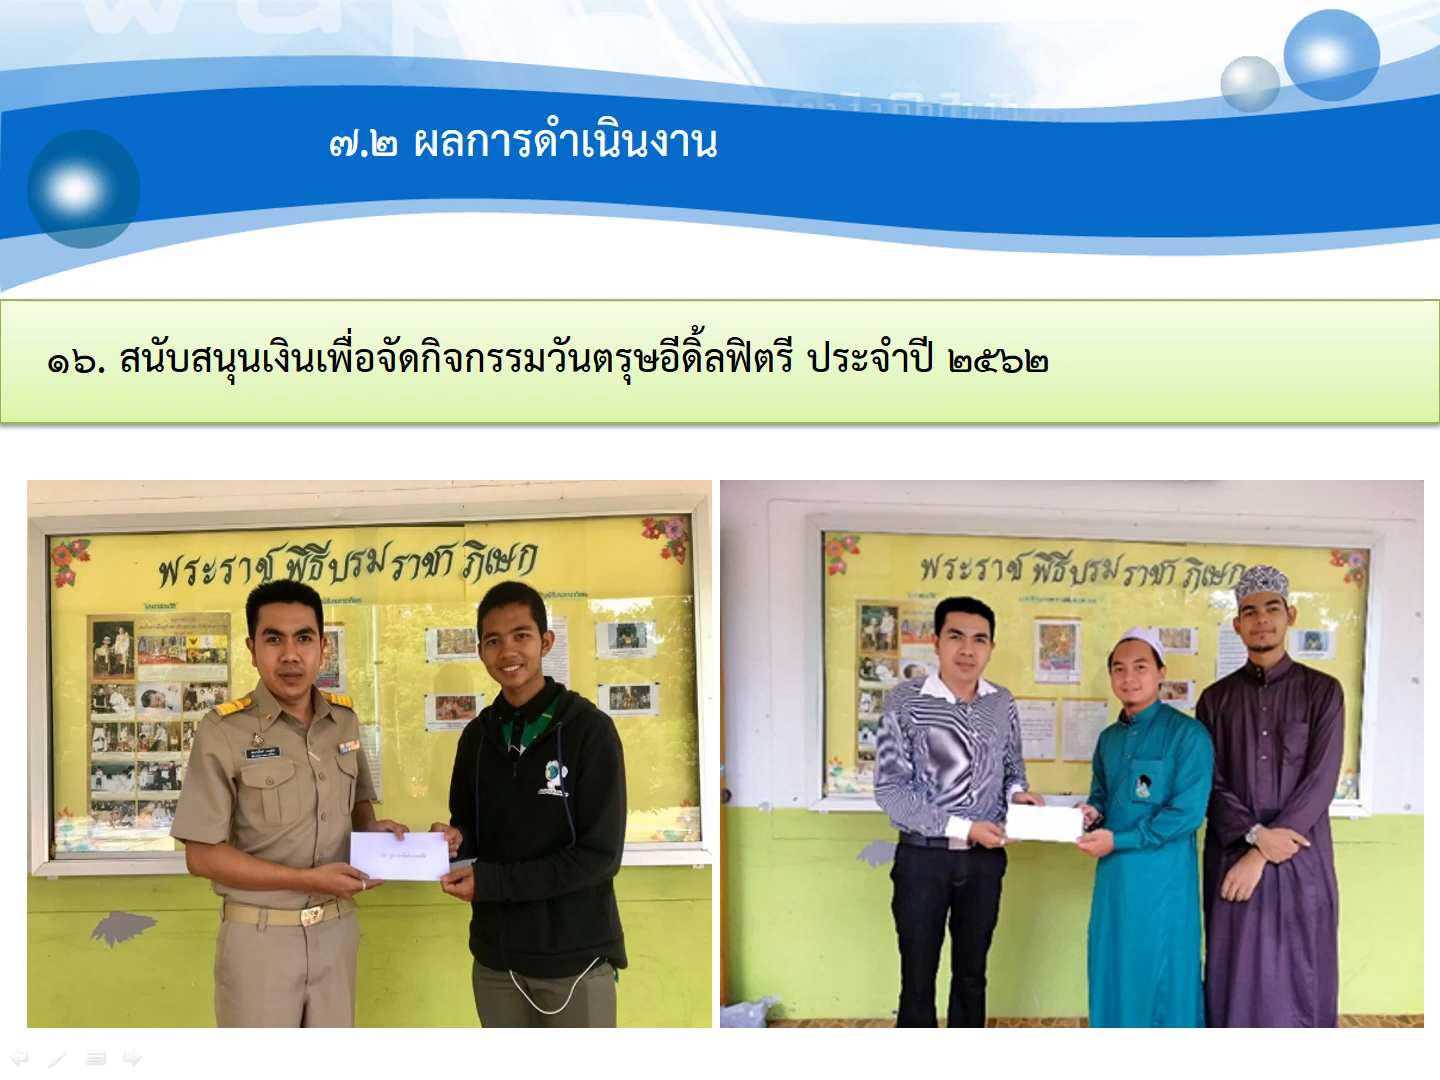 ๗.๒ ผลการดำเนินงาน
๑๖. สนับสนุนเงินเพื่อจัดกิจกรรมวันตรุษอีดิ้ลฟิตรี ประจำปี ๒๕๖๒
พระราชพิธีบรมราชาภิเษก
พระราชพิธีบรมราชาภิเษก